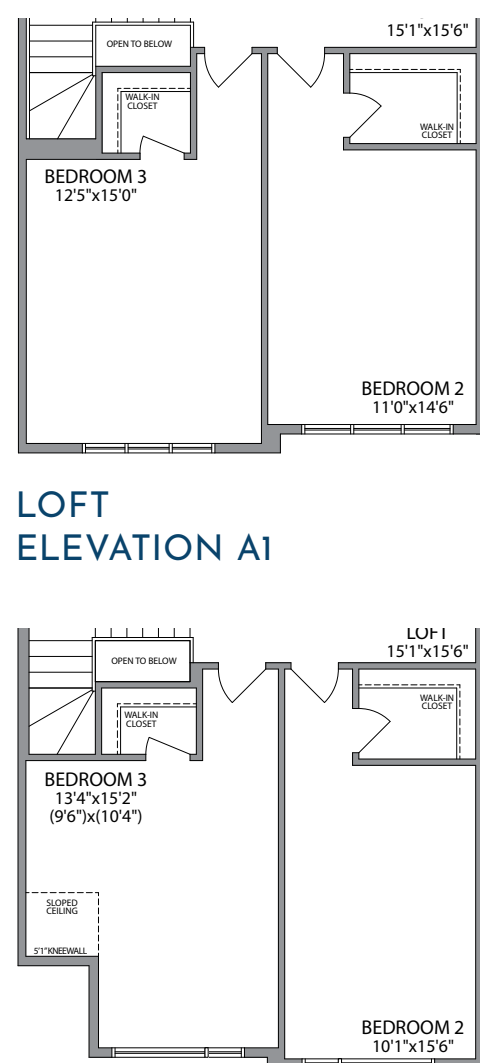 15'1"x15'6"
OPEN TO BELOW
WALK-IN
CLOSET
WALK-IN
CLOSET
BEDROOM 3
12'5"x15'0"
BEDROOM 2
11'0"x14'6"
LOFT
ELEVATION A1
LOFT
15'1"x15'6"
OPEN TO BELOW
WALK-IN
CLOSET
WALK-IN
CLOSET
BEDROOM 3
13'4"x15'2"
(9'6")x(10'4")
SLOPED
CEILING
5'1" KNEEWALL
BEDROOM 2
10'1"x15'6"